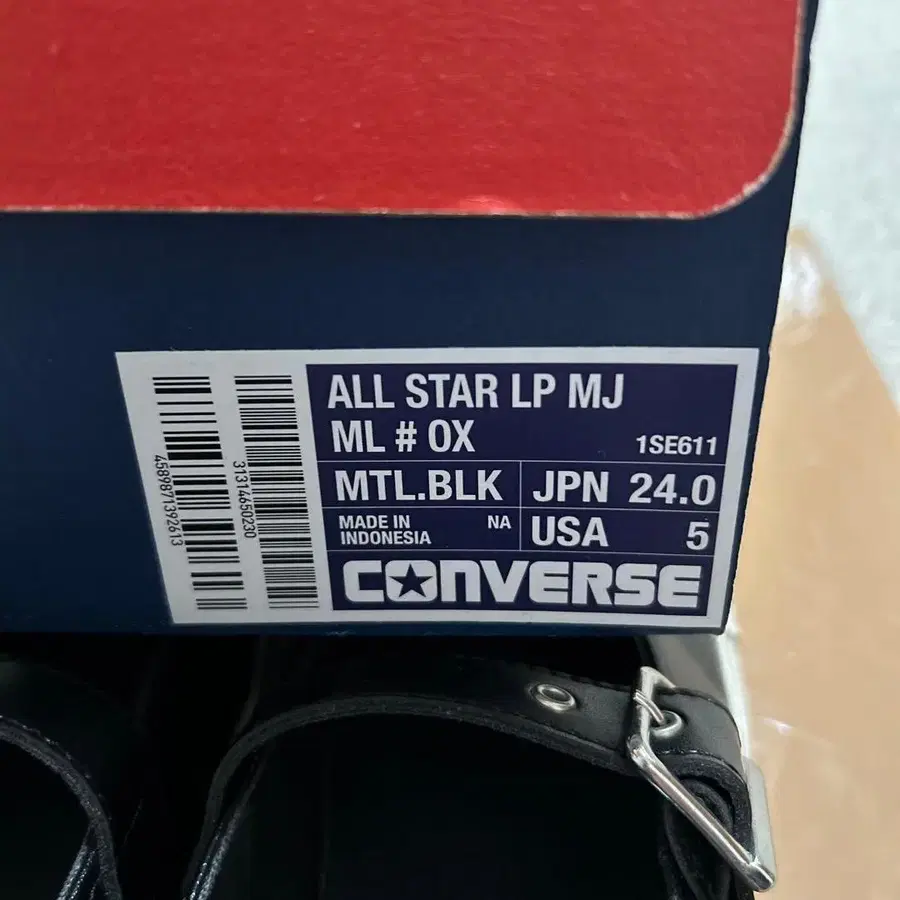 ALL STAR LP MJ
ML # OX
1SE611
MTL.BLK
JPN 24.0
MADE IN
INDONESIA
NA
USA 5
CONVERSE
4589871392613
31314650230